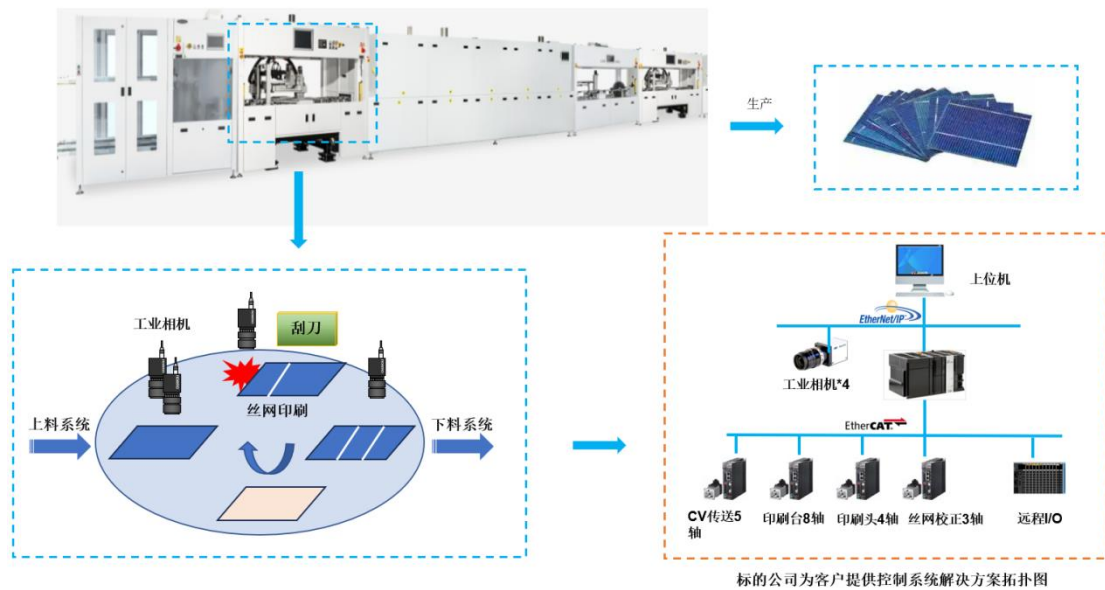 生产
工业相机
刮刀
丝网印刷
上料系统
下料系统
上位机
EtherNet/IP
工业相机*4
EtherCAT
CV传送5
轴
印刷台8轴
印刷头4轴
丝网校正3轴
远程I/O
标的公司为客户提供控制系统解决方案拓扑图